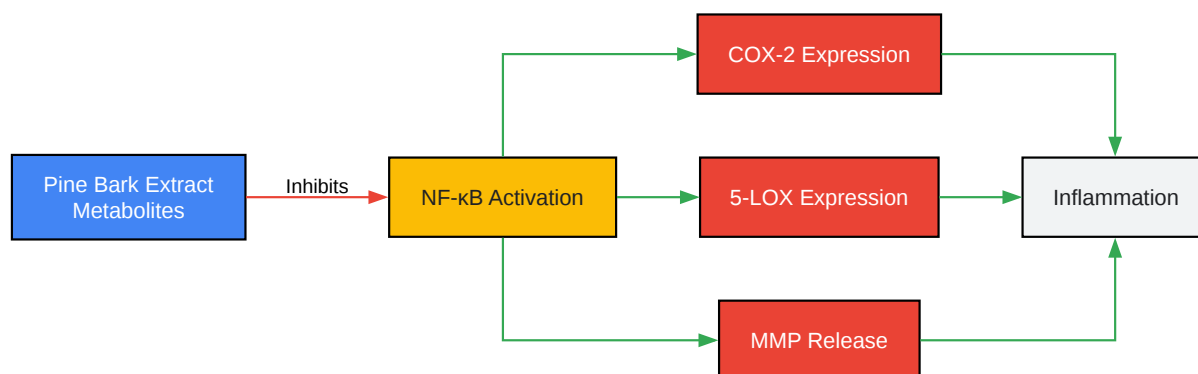 COX-2 Expression
Pine Bark Extract
Metabolites
Inhibits
NF-κB Activation
5-LOX Expression
Inflammation
MMP Release